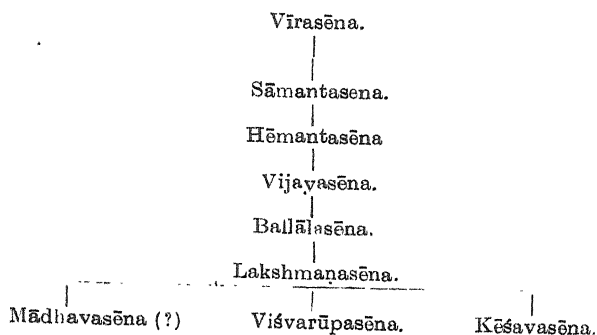 Vīrasēna.
Sāmantasena.
Hēmantasēna
Vijayasēna.
Ballālasēna.
Lakshmaṇasēna.
Mādhavasēna (?) Viśvarūpasēna. Kēśavasēna.